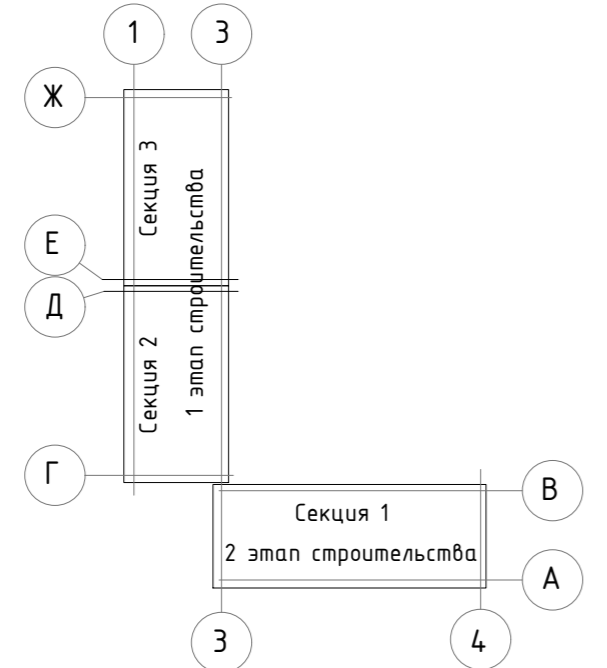 1
3
Ж
Секция 3
1 этап строительства
Е
Д
Секция 2
Г
В
Секция 1
2 этап строительства
А
3
4